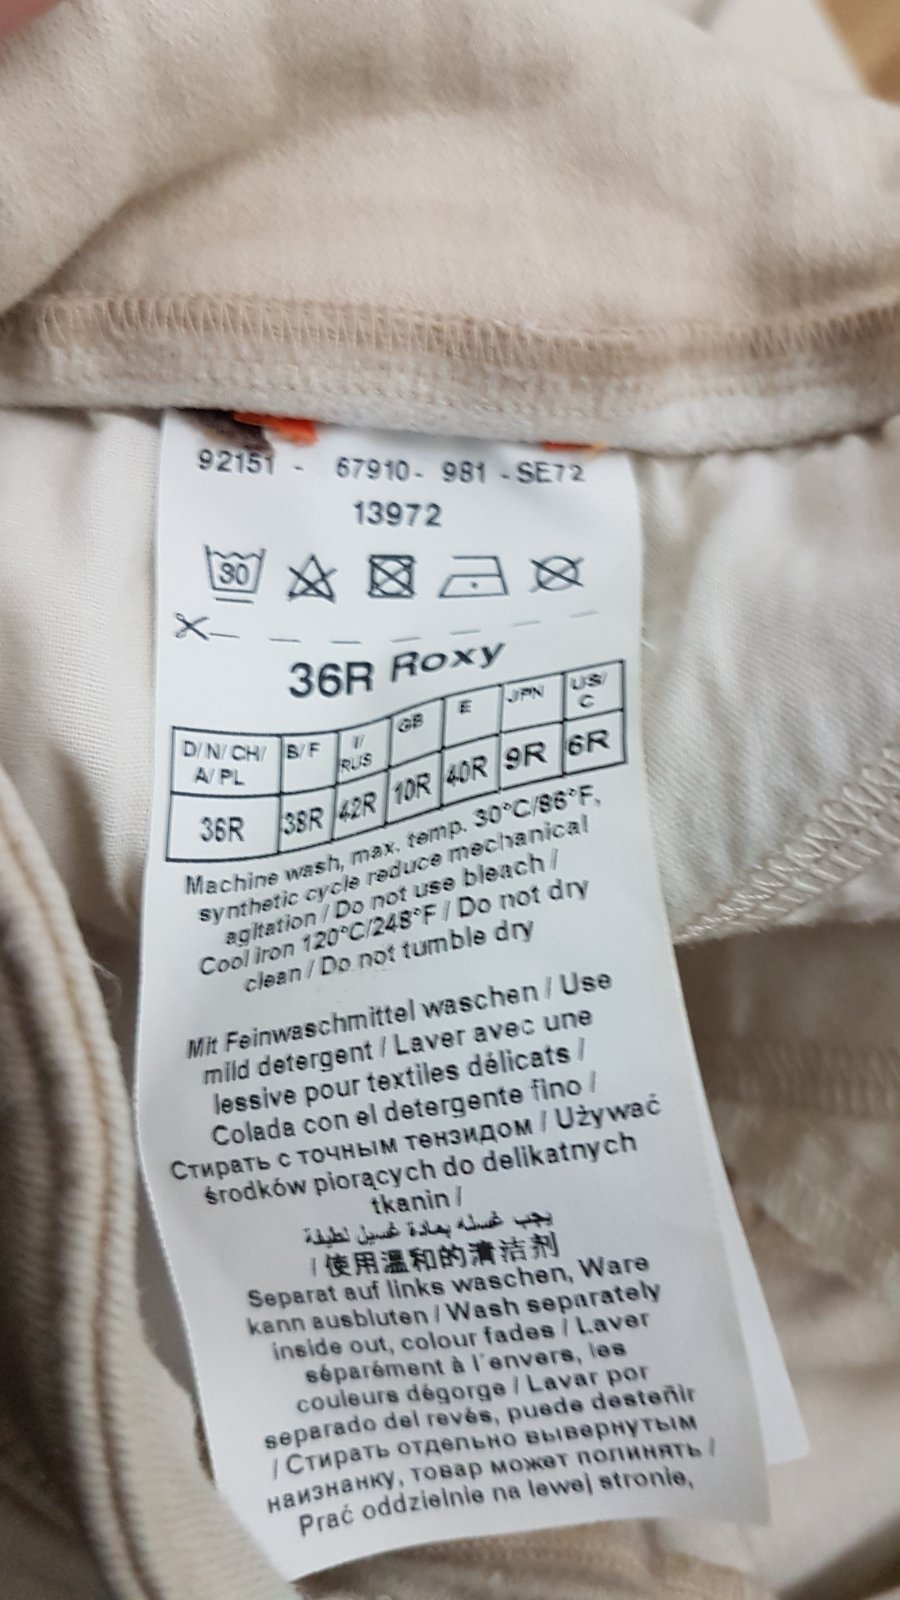 92151 - 67910- 981 -SE72
13972
30
36R Roxy
D/N/CH/A/PL B/F I/RUS GB E JPN US/C
36R 38R 42R 10R 40R 9R 6R
Machine wash, max. temp. 30°C/86°F,
synthetic cycle reduce mechanical
agitation / Do not use bleach /
Cool iron 120°C/248°F / Do not dry
clean / Do not tumble dry
Mit Feinwaschmittel waschen / Use
mild detergent / Laver avec une
lessive pour textiles délicats /
Colada con el detergente fino /
Стирать с точным тензидом / Używać
środków piorących do delikatnych
tkanin /
يجب غسله بمادة غسيل لطيفة
/ 使用温和的清洁剂
Separat auf links waschen, Ware
kann ausbluten / Wash separately
inside out, colour fades / Laver
séparément à l'envers, les
couleurs dégorge / Lavar por
separado del revés, puede desteñir
/ Стирать отдельно вывернутым
наизнанку, товар может полинять /
Prać oddzielnie na lewej stronie,